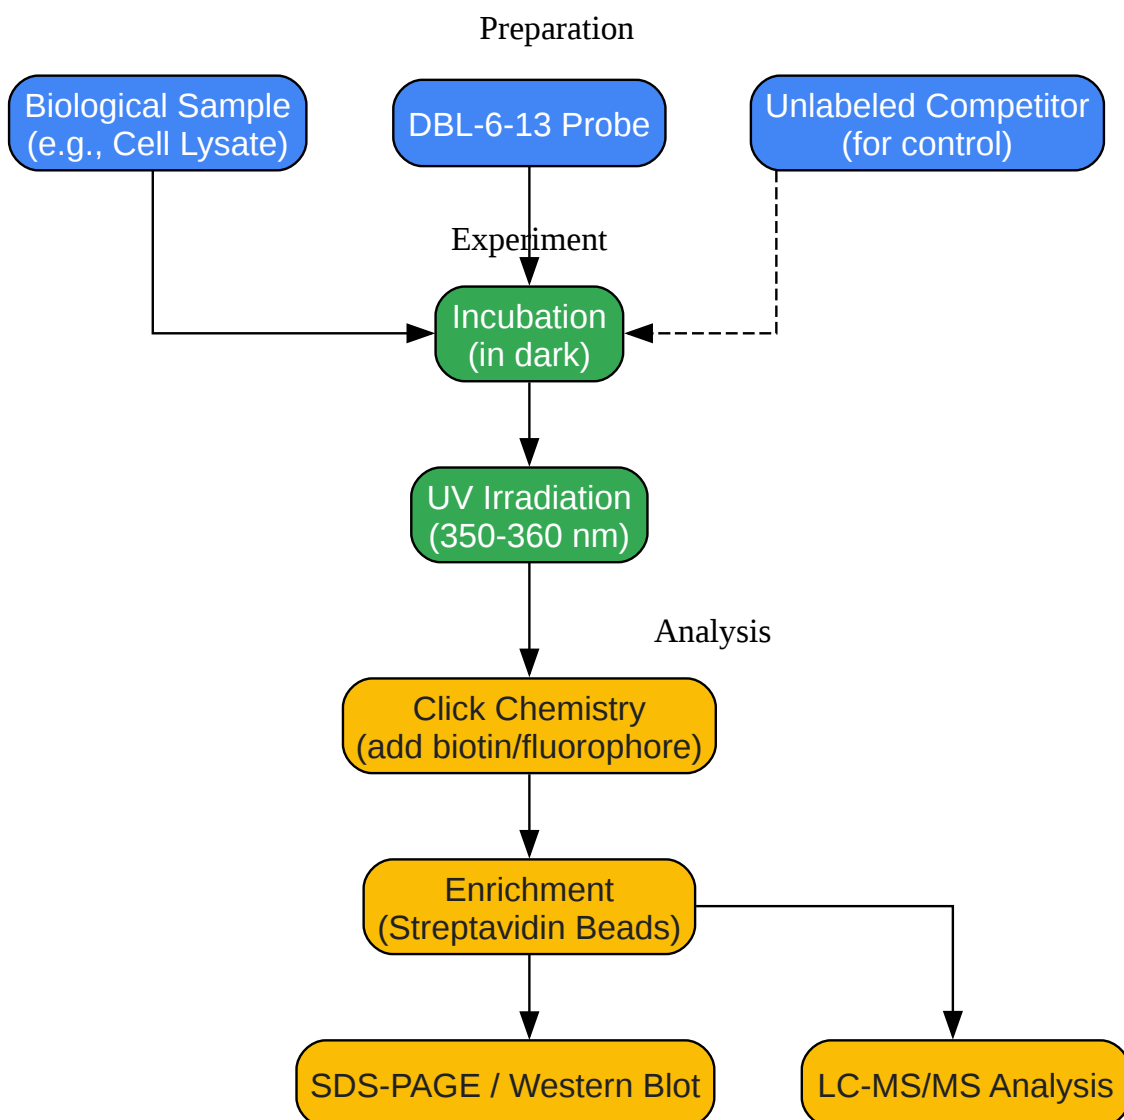 Preparation
Biological Sample
(e.g., Cell Lysate)
DBL-6-13 Probe
Unlabeled Competitor
(for control)
Experiment
Incubation
(in dark)
UV Irradiation
(350-360 nm)
Analysis
Click Chemistry
(add biotin/fluorophore)
Enrichment
(Streptavidin Beads)
SDS-PAGE / Western Blot
LC-MS/MS Analysis